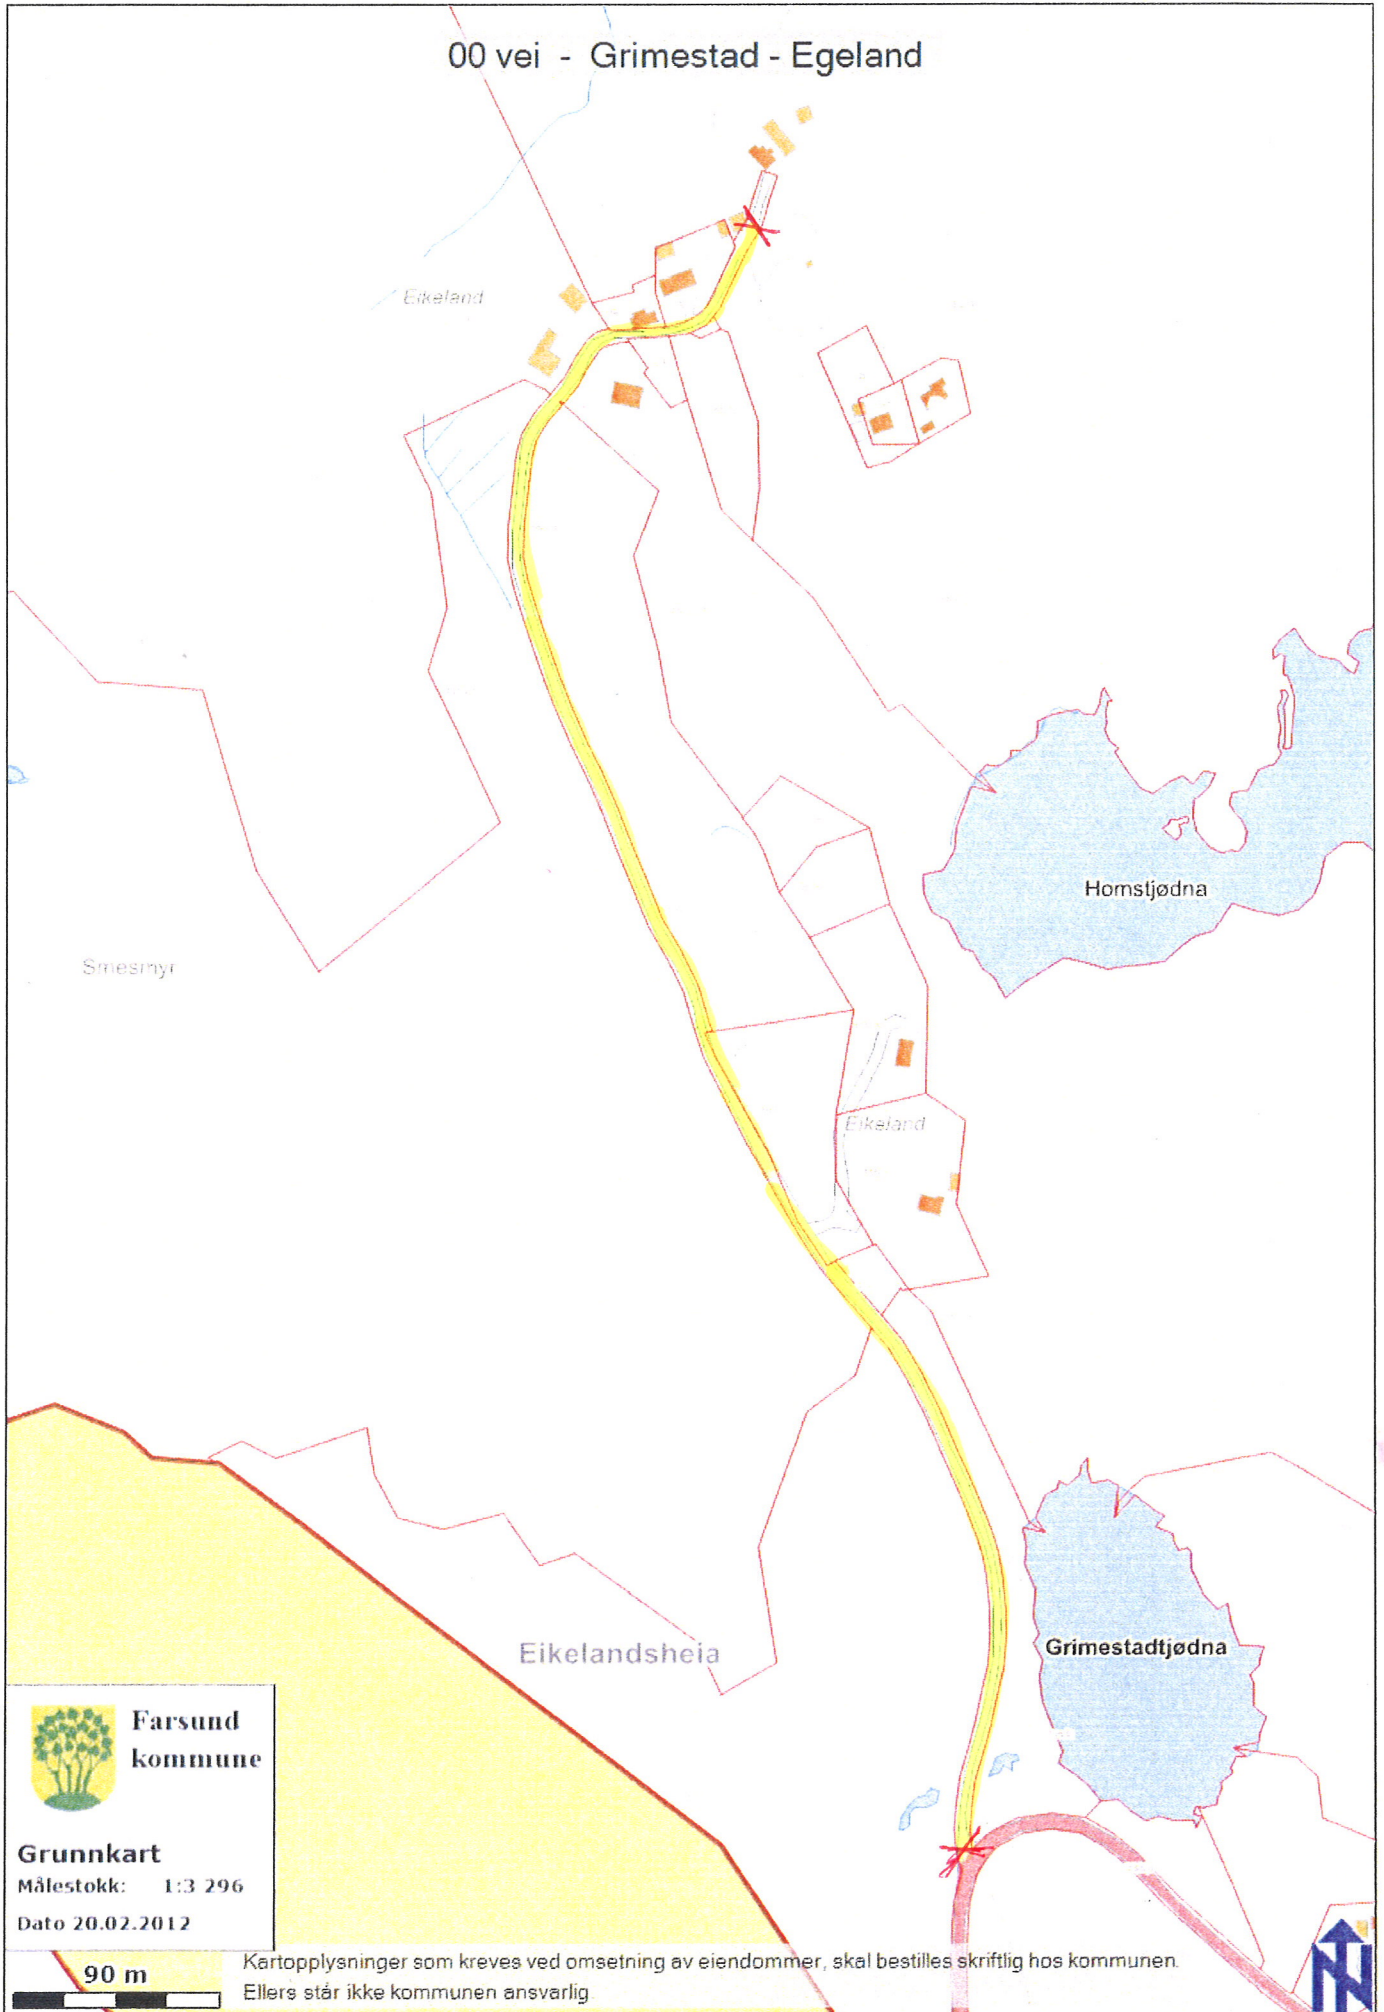 00 vei - Grimestad - Egeland
Eikeland
Homstjødna
Smesmyr
Eikeland
Eikelandsheia
Grimestadtjødna
Farsund
kommune
Grunnkart
Målestokk: 1:3 296
Dato 20.02.2012
90 m
Kartopplysninger som kreves ved omsetning av eiendommer, skal bestilles skriftlig hos kommunen.
Ellers står ikke kommunen ansvarlig.
N